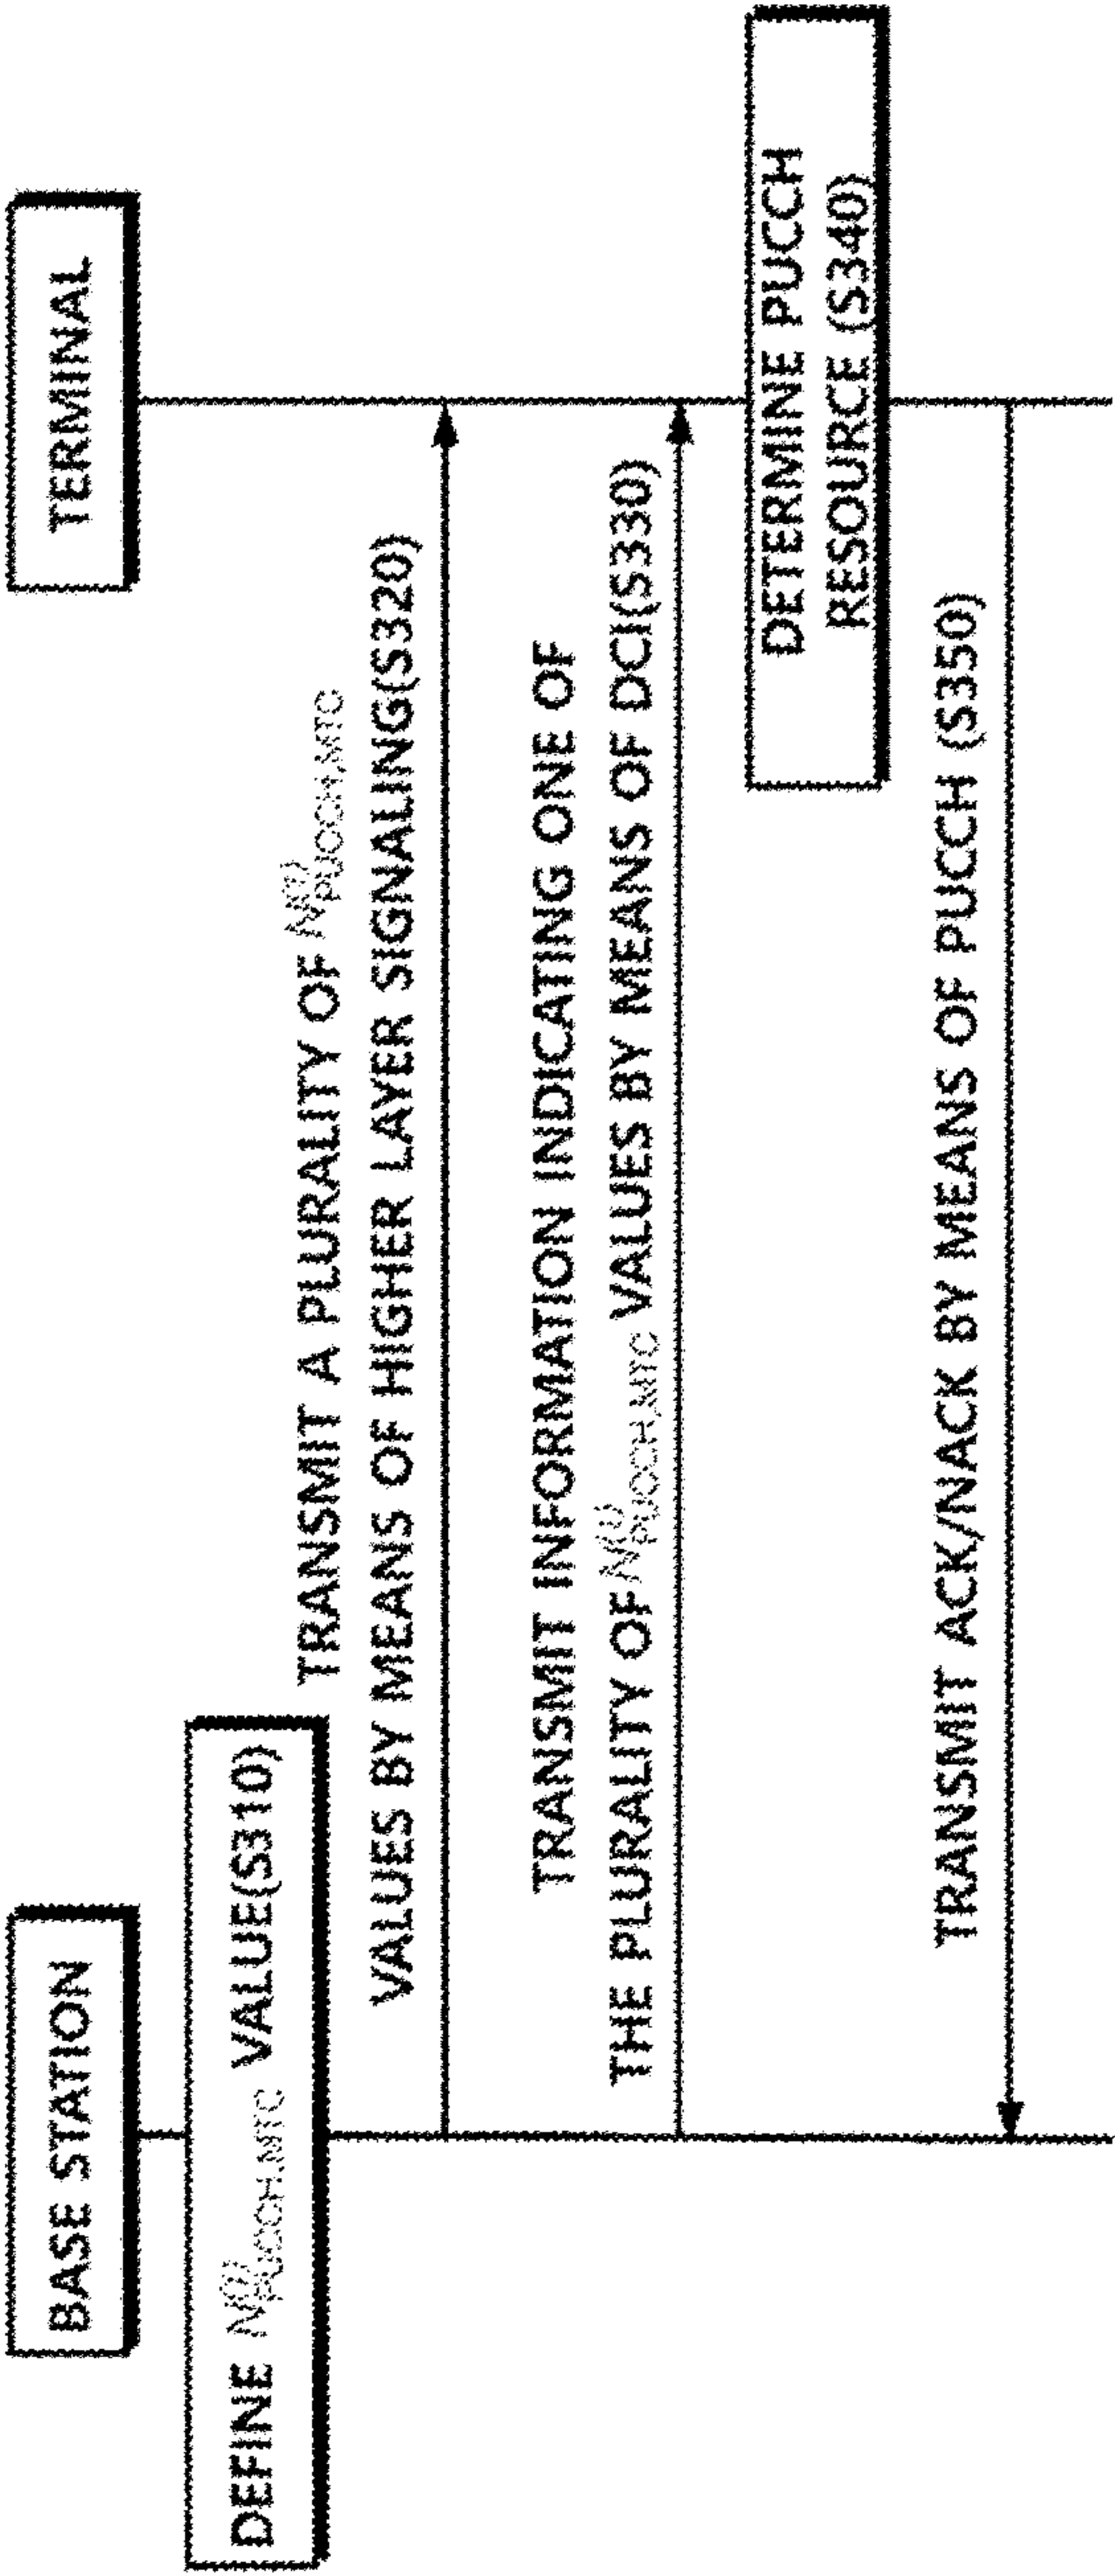 BASE STATION
TERMINAL
DEFINE N(1)PUCCH,MTC VALUE(S310)
TRANSMIT A PLURALITY OF N(1)PUCCH,MTC
VALUES BY MEANS OF HIGHER LAYER SIGNALING(S320)
TRANSMIT INFORMATION INDICATING ONE OF
THE PLURALITY OF N(1)PUCCH,MTC VALUES BY MEANS OF DCI(S330)
DETERMINE PUCCH
RESOURCE (S340)
TRANSMIT ACK/NACK BY MEANS OF PUCCH (S350)